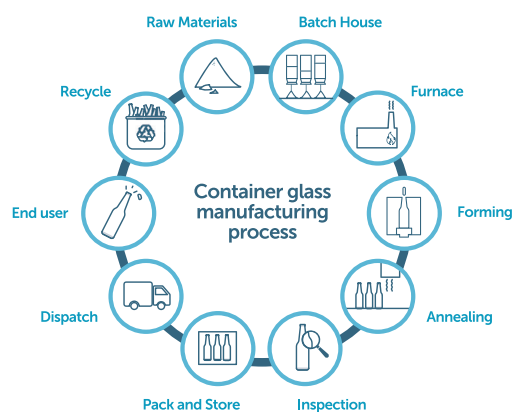 Raw Materials
Batch House
Recycle
Furnace
Container glass
manufacturing
process
End user
Forming
Dispatch
Annealing
Pack and Store
Inspection